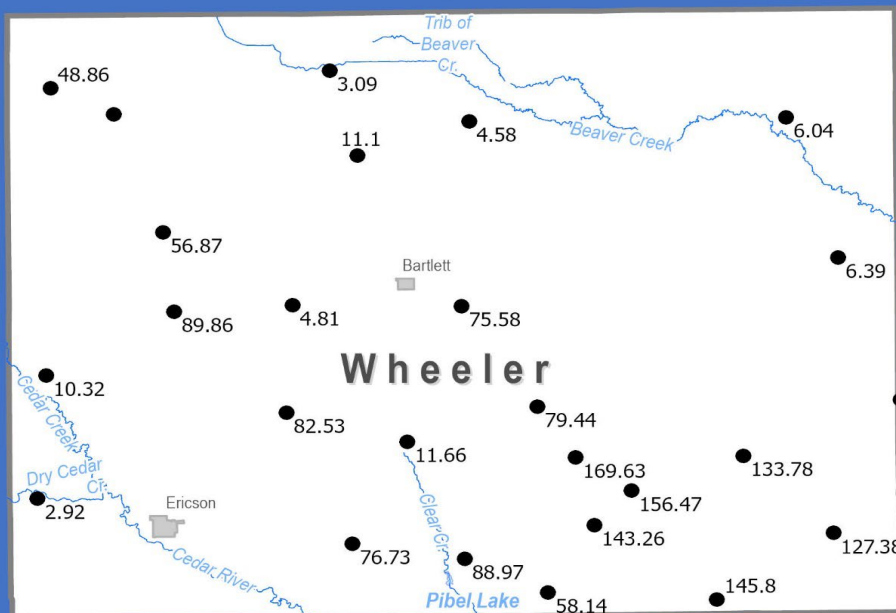 Trib of
Beaver
Cr.
48.86
3.09
4.58
Beaver Creek
6.04
11.1
56.87
Bartlett
6.39
89.86
4.81
75.58
Wheeler
10.32
Cedar Creek
82.53
79.44
11.66
169.63
133.78
Dry Cedar
Cr.
156.47
2.92
Ericson
Clear Cr.
143.26
127.38
76.73
Cedar River
88.97
58.14
145.8
Pibel Lake